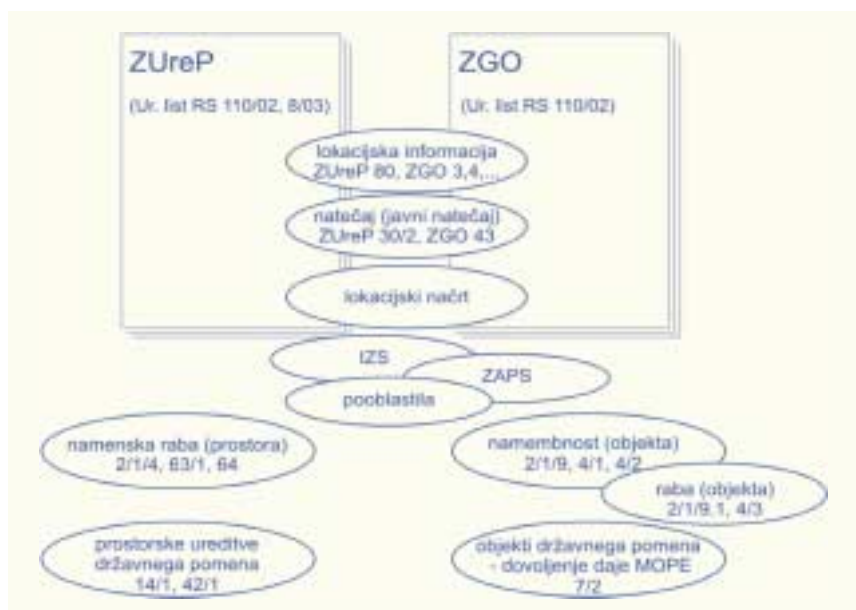 ZUreP
(Ur. list RS 110/02, 8/03)
ZGO
(Ur. list RS 110/02)
lokacijska informacija
ZUreP 80, ZGO 3,4,...
natečaj (javni natečaj)
ZUreP 30/2, ZGO 43
lokacijski načrt
IZS
ZAPS
pooblastila
namenska raba (prostora)
2/1/4, 63/1, 64
namembnost (objekta)
2/1/9, 4/1, 4/2
raba (objekta)
2/1/9.1, 4/3
prostorske ureditve
državnega pomena
14/1, 42/1
objekti državnega pomena
- dovoljenje daje MOPE
7/2